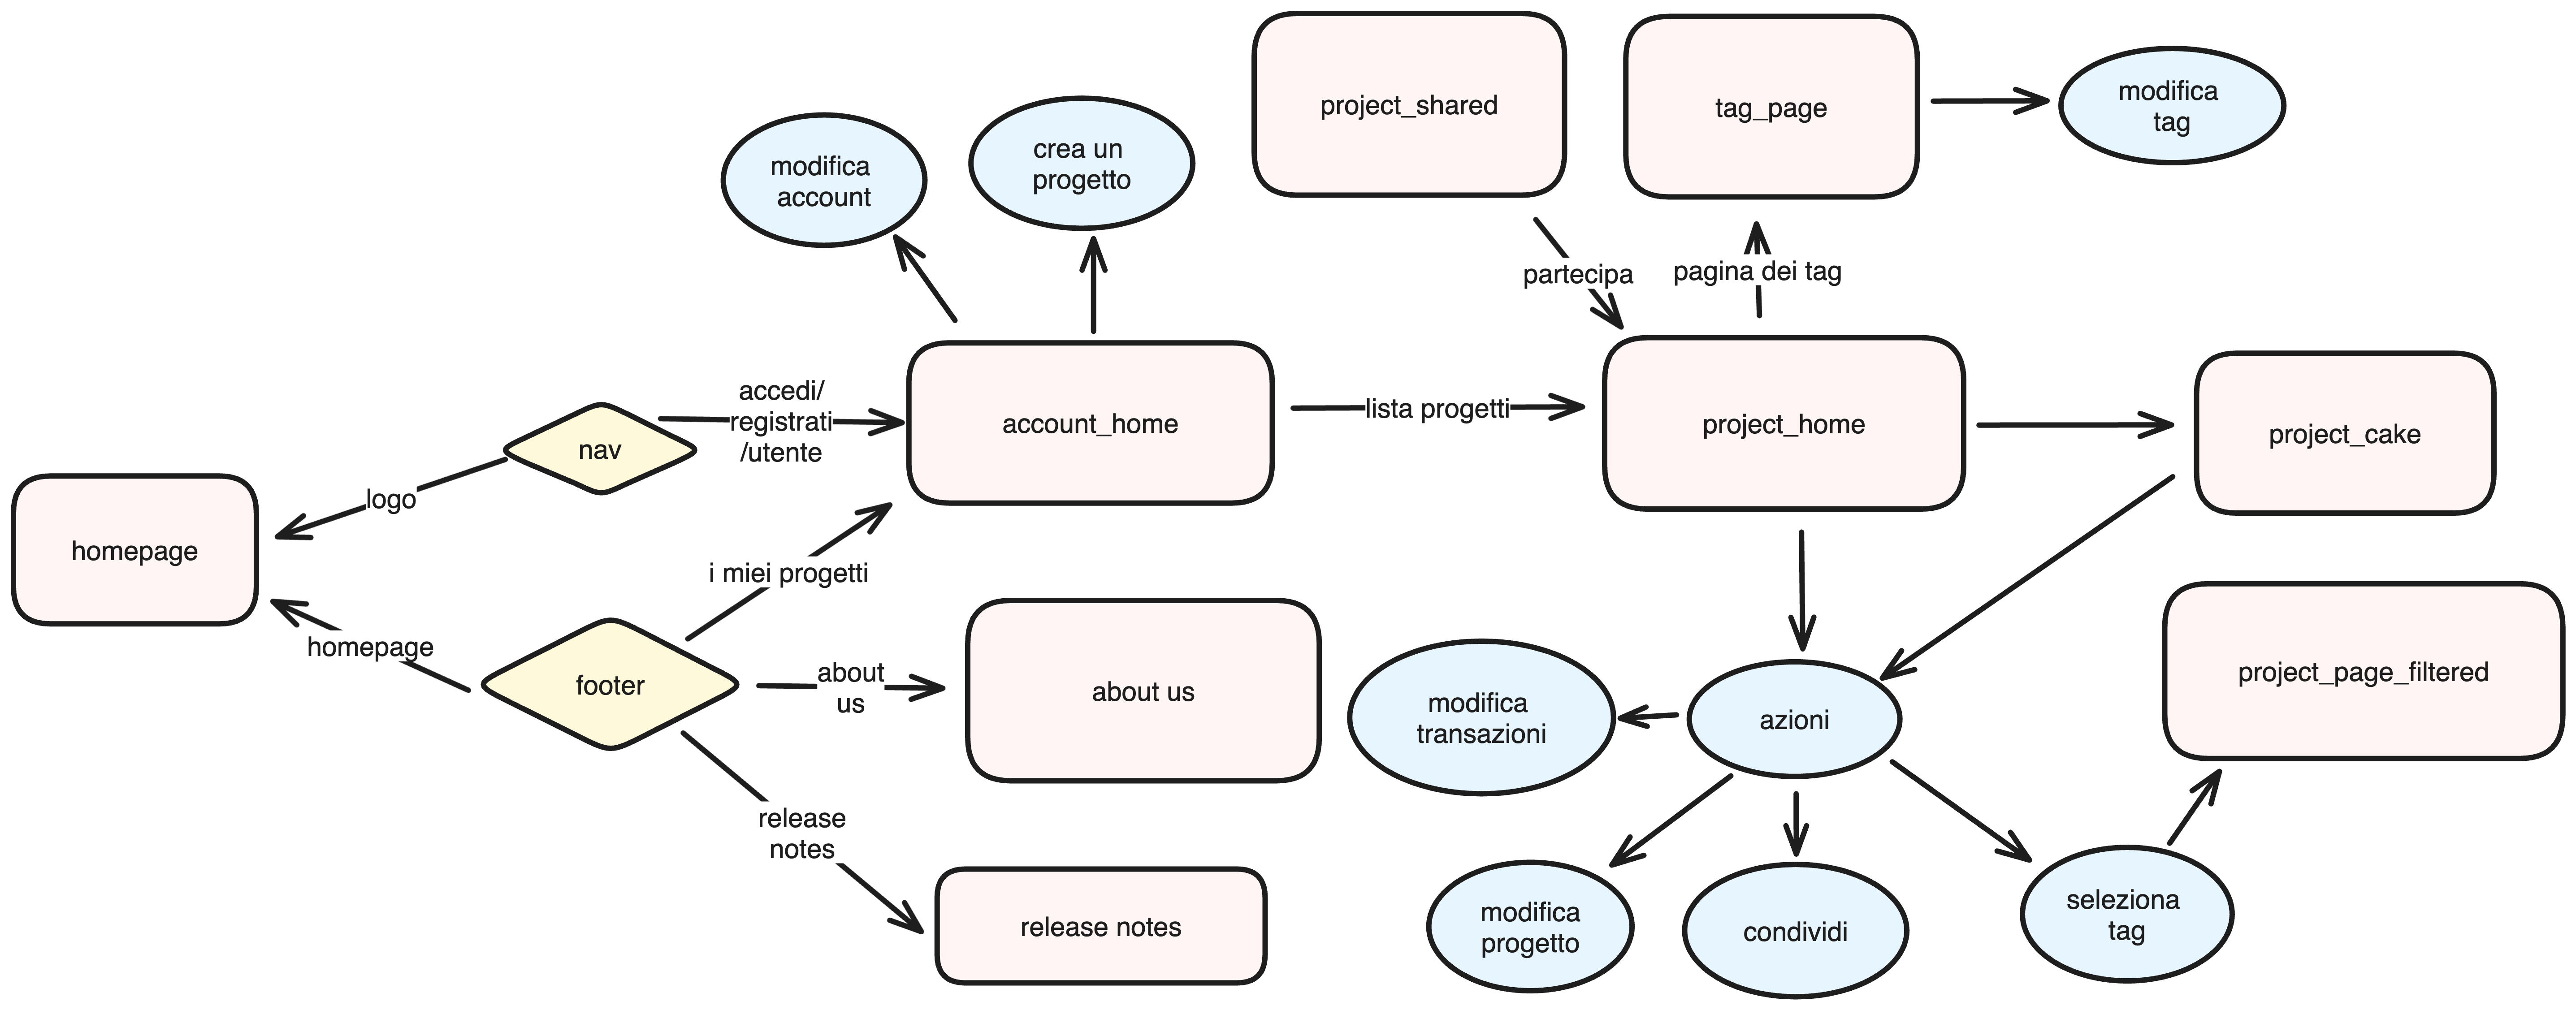 project_shared
tag_page
modifica
tag
modifica
account
crea un
progetto
partecipa
pagina dei tag
accedi/
registrati
/utente
nav
logo
account_home
lista progetti
project_home
project_cake
homepage
i miei progetti
homepage
footer
about
us
about us
modifica
transazioni
azioni
project_page_filtered
release
notes
release notes
modifica
progetto
condividi
seleziona
tag